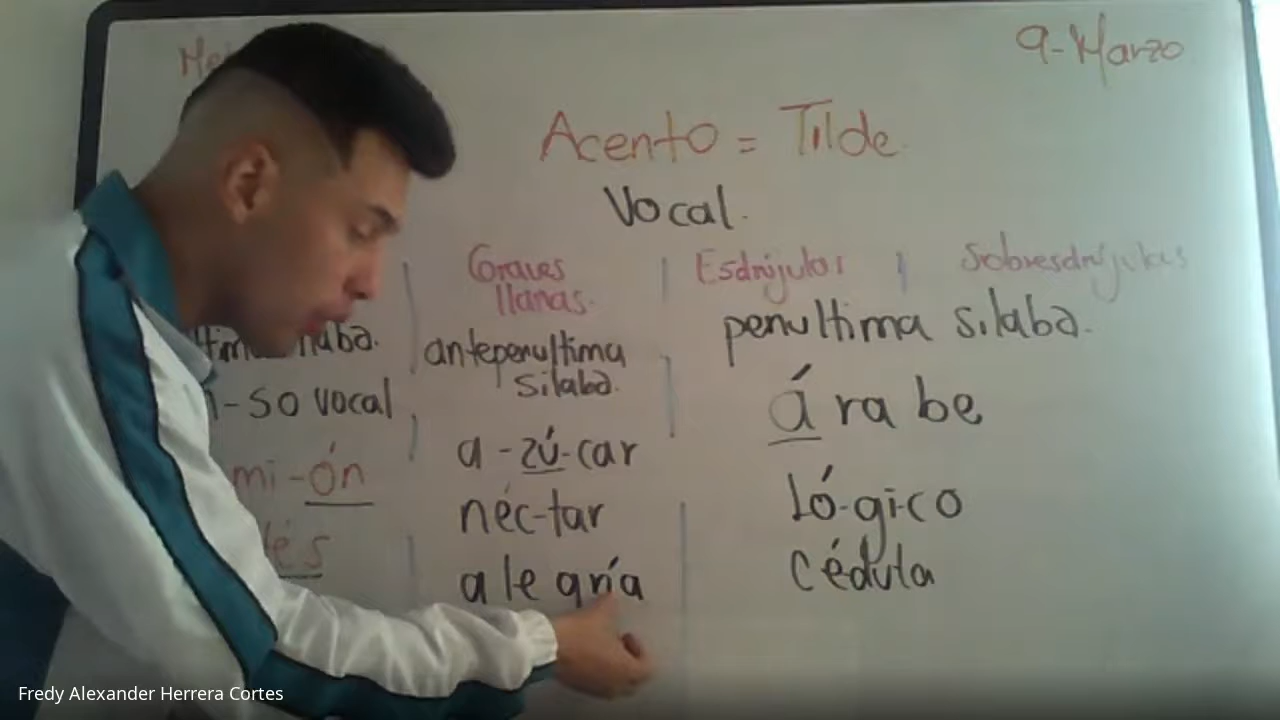 9-Marzo
Acento = Tilde
Vocal.
Graves
llanas.
Esdrújulas
Sobresdrújulas
silaba.
antepenultima
silaba.
penultima silaba.
n-so vocal
a-zú-car
á ra be
mi-ón
néc-tar
Ló-gi-co
és
alegría
Cédula
Fredy Alexander Herrera Cortes